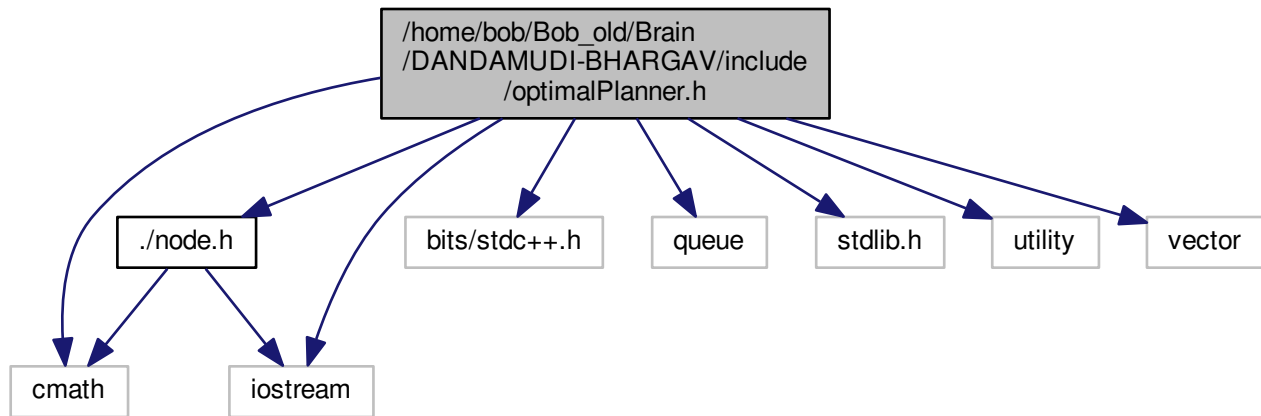 /home/bob/Bob_old/Brain
/DANDAMUDI-BHARGAV/include
/optimalPlanner.h
./node.h
bits/stdc++.h
queue
stdlib.h
utility
vector
cmath
iostream